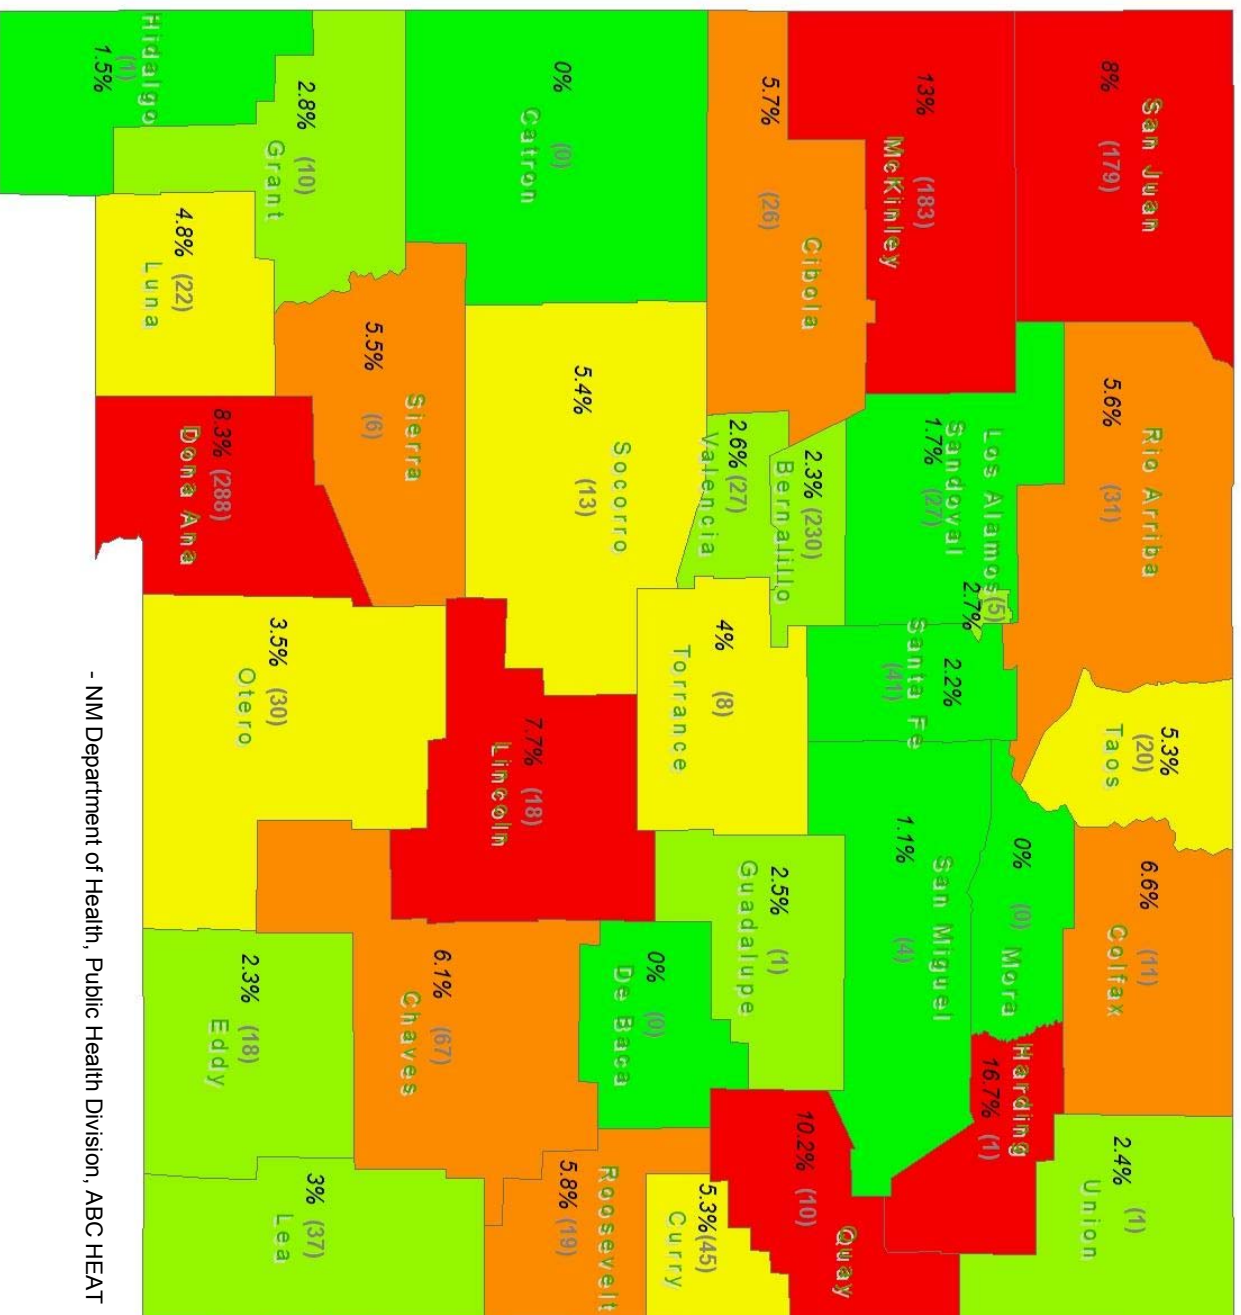 San Juan
8% (179)
Rio Arriba
5.6% (31)
5.3%
(20)
Taos
6.6% (11)
Colfax
2.4% (1)
Union
13% (183)
McKinley
Los Alamos (5)
2.7%
Sandoval
1.7% (27)
2.2%
Santa Fe
(41)
0% (0) Mora
Harding
16.7% (1)
San Miguel
1.1% (4)
5.7% (26)
Cibola
2.3% (230)
Bernalillo
2.6% (27)
Valencia
4% (8)
Torrance
2.5% (1)
Guadalupe
10.2% (10)
Quay
5.3% (45)
Curry
0% (0)
Catron
5.4%
Socorro
(13)
7.7% (18)
Lincoln
0% (0)
De Baca
Roosevelt
5.8% (19)
2.8% (10)
Grant
5.5% (6)
Sierra
6.1% (67)
Chaves
Hidalgo
(1)
1.5%
4.8% (22)
Luna
8.3% (288)
Dona Ana
3.5% (30)
Otero
2.3% (18)
Eddy
3% (37)
Lea
- NM Department of Health, Public Health Division, ABC HEAT